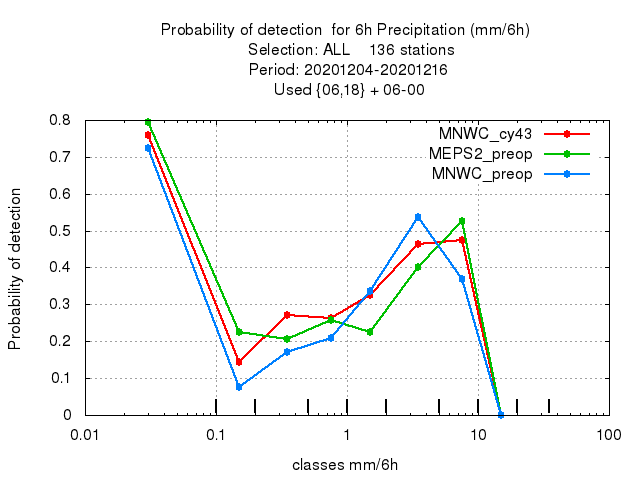 Probability of detection  for 6h Precipitation (mm/6h)
Selection: ALL    136 stations
Period: 20201204-20201216
Used {06,18} + 06-00
MNWC_cy43
MEPS2_preop
MNWC_preop
Probability of detection
0.8
0.7
0.6
0.5
0.4
0.3
0.2
0.1
0
0.01 0.1 1 10 100
classes mm/6h